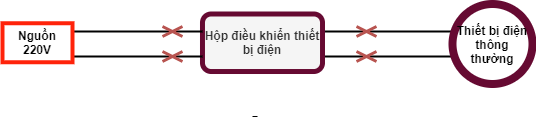 Nguồn
220V
Hộp điều khiển thiết
bị điện
Thiết bị điện
thông
thường